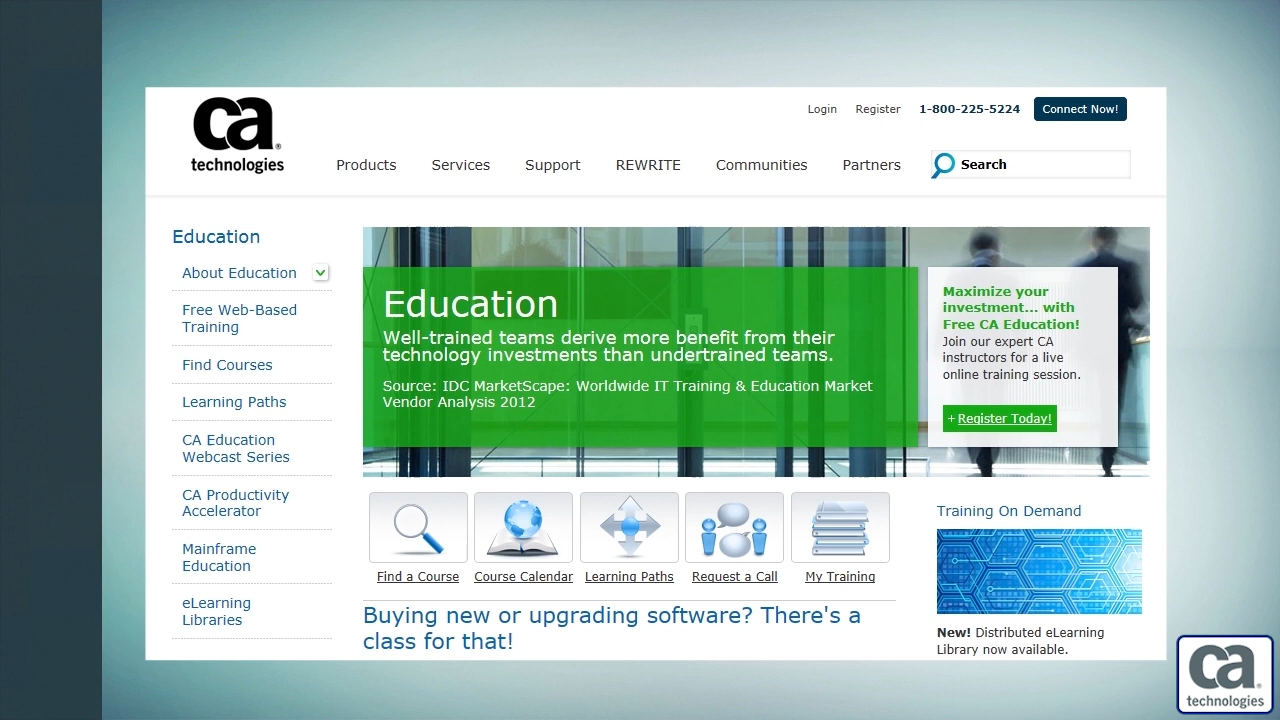 ca
technologies
Login Register 1-800-225-5224 Connect Now!
Products Services Support REWRITE Communities Partners Search
Education
About Education
Free Web-Based
Training
Find Courses
Learning Paths
CA Education
Webcast Series
CA Productivity
Accelerator
Mainframe
Education
eLearning
Libraries
Education
Well-trained teams derive more benefit from their
technology investments than undertrained teams.
Source: IDC MarketScape: Worldwide IT Training & Education Market
Vendor Analysis 2012
Maximize your
investment... with
Free CA Education!
Join our expert CA
instructors for a live
online training session.
+ Register Today!
Find a Course Course Calendar Learning Paths Request a Call My Training
Buying new or upgrading software? There's a
class for that!
Training On Demand
New! Distributed eLearning
Library now available.
ca
technologies